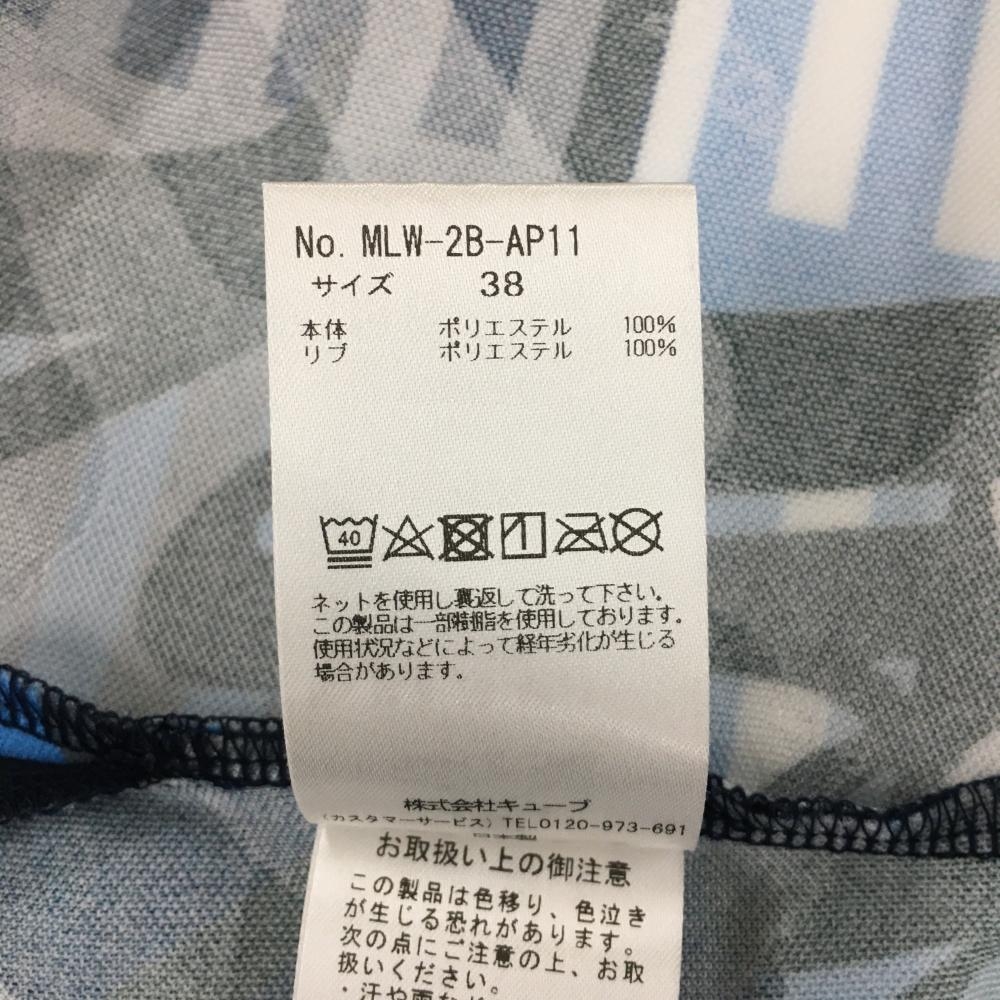 No. MLW-2B-AP11
サイズ 38
本体 ポリエステル 100%
リブ ポリエステル 100%
40
ネットを使用し裏返して洗って下さい。
この製品は一部樹脂を使用しております。
使用状況などによって経年劣化が生じる
場合があります。
株式会社キューブ
(カスタマーサービス) TEL0120-973-691
お取扱い上の御注意
この製品は色移り、色泣き
が生じる恐れがあります。
次の点にご注意の上、お取
扱いください。
・汗や雨など